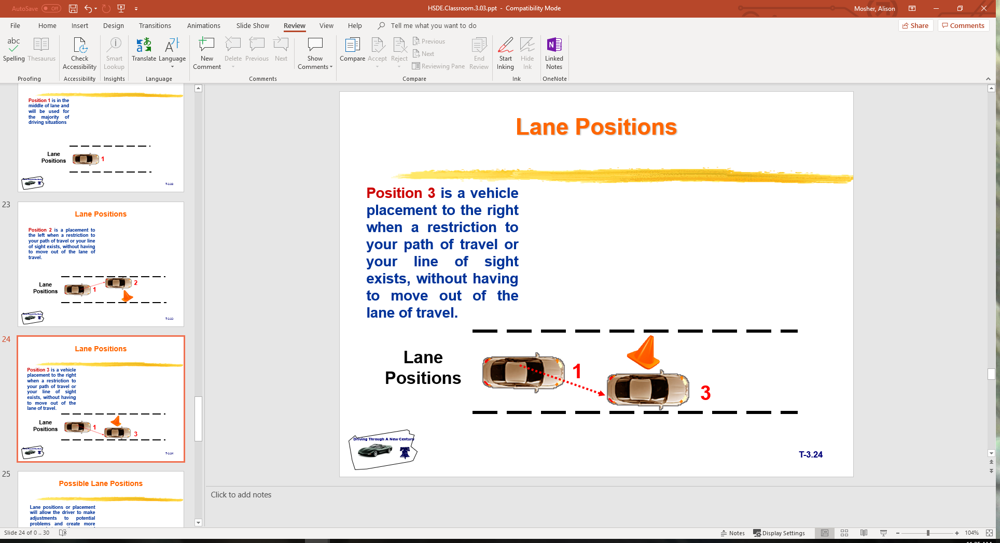 AutoSave Off
HSDE.Classroom.3.03.ppt - Compatibility Mode
Mosher, Alison
File Home Insert Design Transitions Animations Slide Show Review View Help Tell me what you want to do
Share Comments
abc
Spelling Thesaurus
Proofing
Check
Accessibility
Accessibility
Smart
Lookup
Insights
Translate Language
Language
New
Comment
Delete Previous Next
Show
Comments
Comments
Compare Accept Reject
Previous
Next
Reviewing Pane
End
Review
Compare
Start
Inking
Hide
Ink
Ink
Linked
Notes
OneNote
Position 1 is in the
middle of lane and
will be used for
the majority of
driving situations
Lane
Positions
1
T-3.22
23
Lane Positions
Position 2 is a placement to
the left when a restriction to
your path of travel or your line
of sight exists, without having
to move out of the lane of
travel.
Lane
Positions
1
2
T-3.23
24
Lane Positions
Position 3 is a vehicle
placement to the right
when a restriction to
your path of travel or
your line of sight
exists, without having
to move out of the
lane of travel.
Lane
Positions
1
3
T-3.24
25
Possible Lane Positions
Lane positions or placement
will allow the driver to make
adjustments to potential
problems and create more
Lane Positions
Position 3 is a vehicle
placement to the right
when a restriction to
your path of travel or
your line of sight
exists, without having
to move out of the
lane of travel.
Lane
Positions
1
3
Driving Through A New Century
T-3.24
Click to add notes
Slide 24 of 0 .. 30
Notes Display Settings
104%